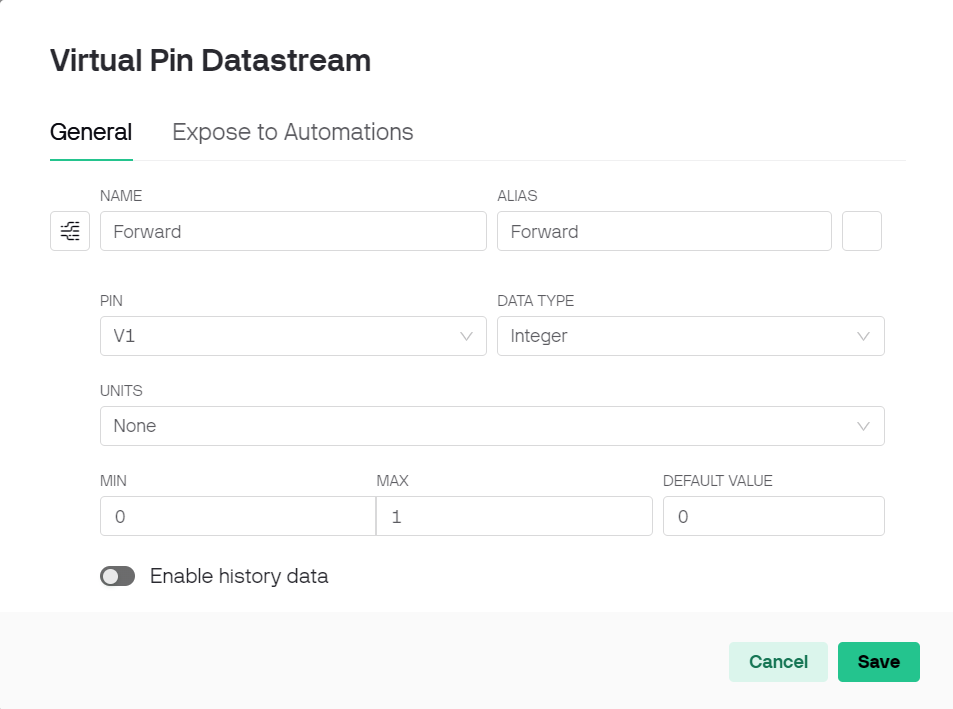 Virtual Pin Datastream
General Expose to Automations
NAME ALIAS
Forward Forward
PIN DATA TYPE
V1 Integer
UNITS
None
MIN MAX DEFAULT VALUE
0 1 0
Enable history data
Cancel Save